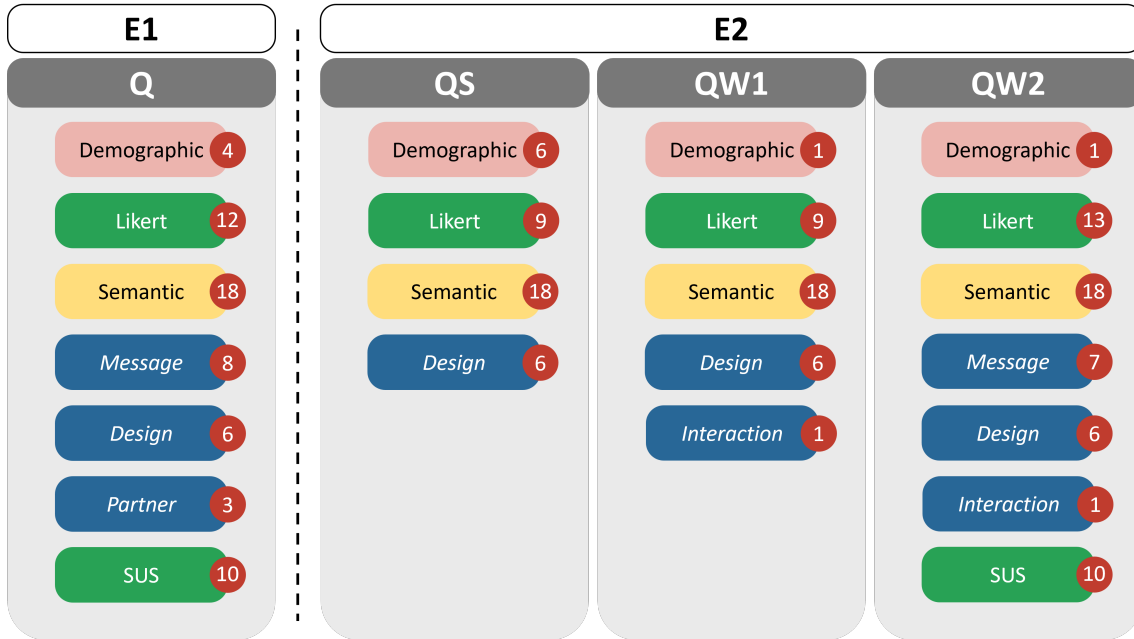 E1
E2
Q
QS
QW1
QW2
Demographic 4
Demographic 6
Demographic 1
Demographic 1
Likert 12
Likert 9
Likert 9
Likert 13
Semantic 18
Semantic 18
Semantic 18
Semantic 18
Message 8
Design 6
Design 6
Message 7
Design 6
Interaction 1
Design 6
Partner 3
Interaction 1
SUS 10
SUS 10